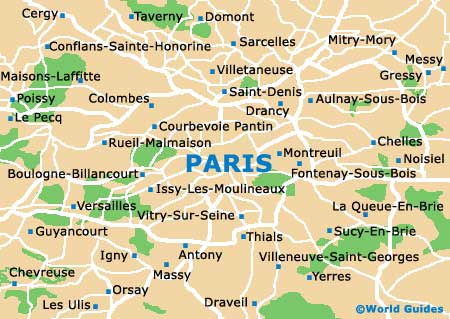 Cergy
Taverny
Domont
Conflans-Sainte-Honorine
Sarcelles
Mitry-Mory
Messy
Maisons-Laffitte
Villetaneuse
Gressy
Poissy
Colombes
Saint-Denis
Drancy
Aulnay-Sous-Bois
Le Pecq
Courbevoie
Pantin
Rueil-Malmaison
PARIS
Montreuil
Chelles
Noisiel
Boulogne-Billancourt
Fontenay-Sous-Bois
Issy-Les-Moulineaux
Versailles
Vitry-Sur-Seine
La Queue-En-Brie
Guyancourt
Thials
Sucy-En-Brie
Igny
Antony
Villeneuve-Saint-Georges
Chevreuse
Massy
Yerres
Orsay
Les Ulis
Draveil
©World Guides